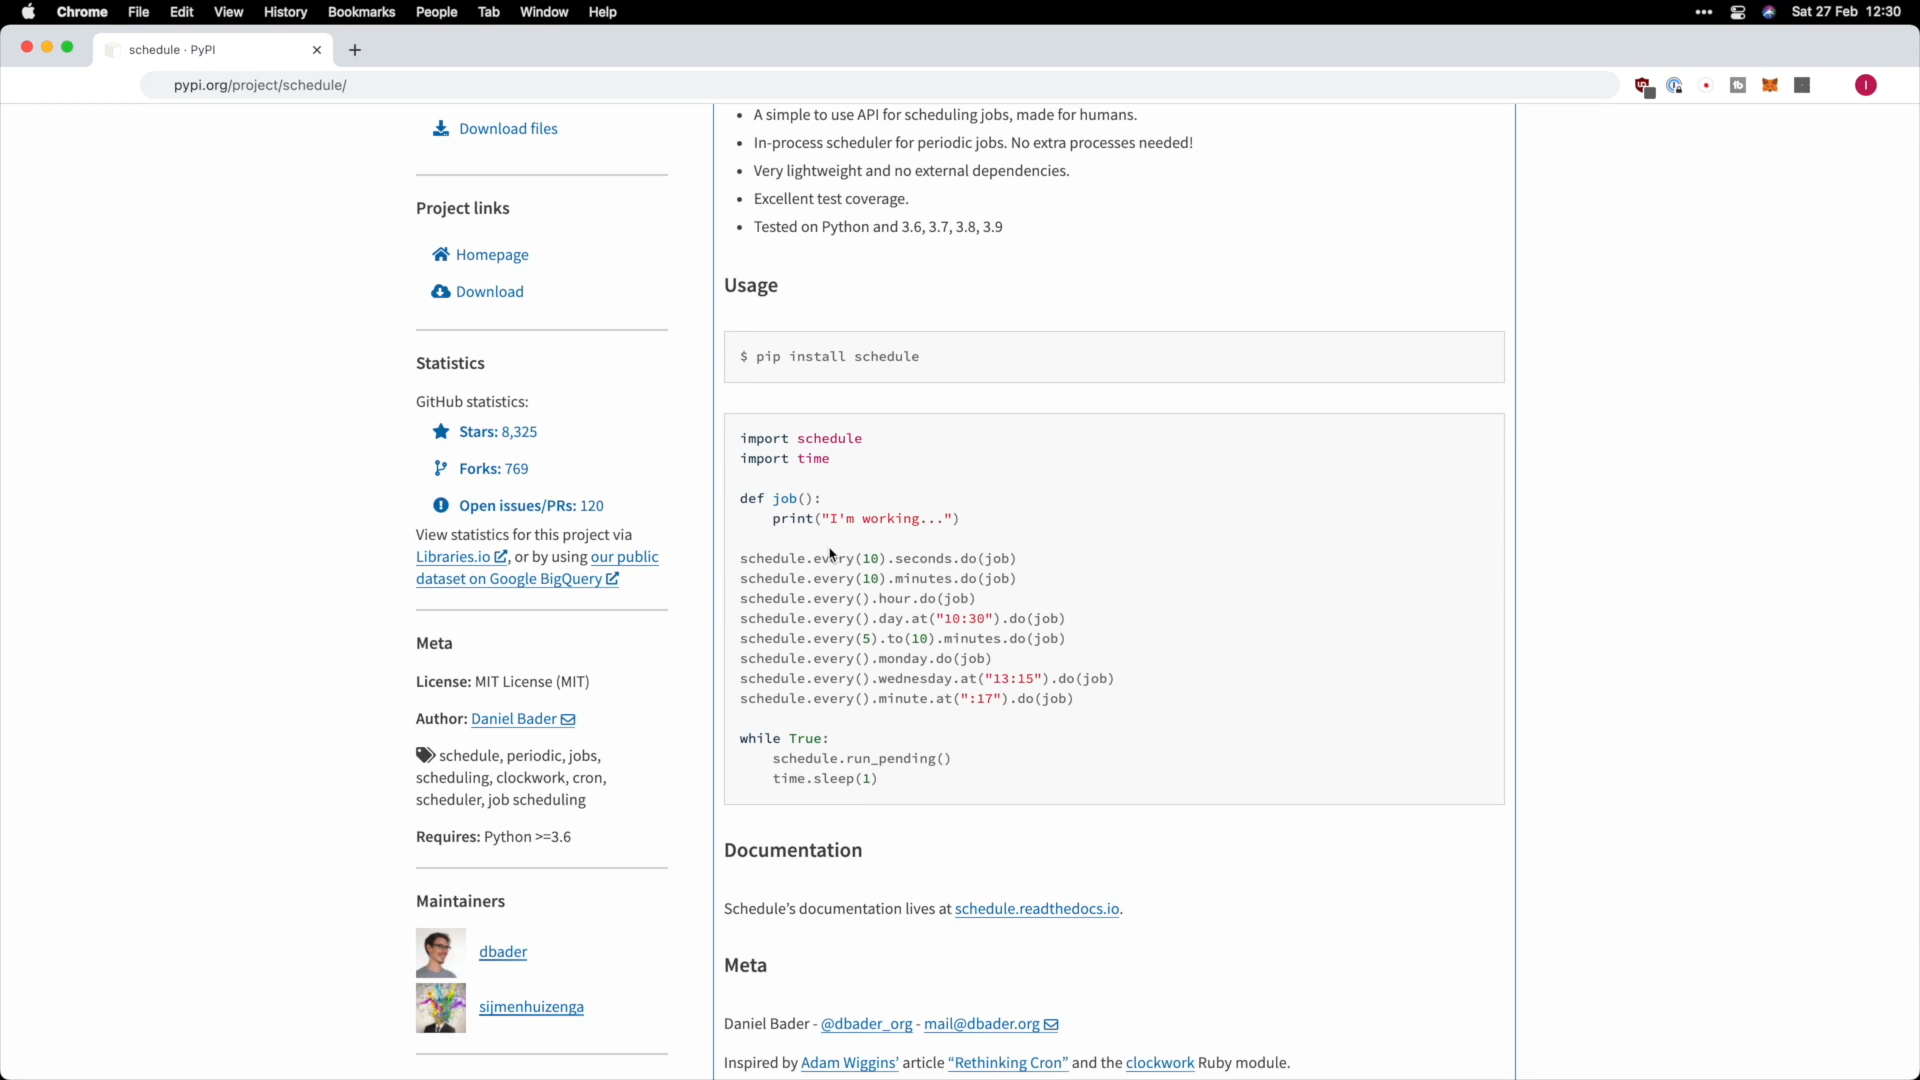 Chrome File Edit View History Bookmarks People Tab Window Help
Sat 27 Feb 12:30
schedule · PyPI
pypi.org/project/schedule/
tb
I
Download files
Project links
Homepage
Download
Statistics
GitHub statistics:
Stars: 8,325
Forks: 769
Open issues/PRs: 120
View statistics for this project via
Libraries.io, or by using our public
dataset on Google BigQuery
Meta
License: MIT License (MIT)
Author: Daniel Bader
schedule, periodic, jobs,
scheduling, clockwork, cron,
scheduler, job scheduling
Requires: Python >=3.6
Maintainers
dbader
sijmenhuizenga
• A simple to use API for scheduling jobs, made for humans.
• In-process scheduler for periodic jobs. No extra processes needed!
• Very lightweight and no external dependencies.
• Excellent test coverage.
• Tested on Python and 3.6, 3.7, 3.8, 3.9
Usage
$ pip install schedule
import schedule
import time
def job():
    print("I'm working...")
schedule.every(10).seconds.do(job)
schedule.every(10).minutes.do(job)
schedule.every().hour.do(job)
schedule.every().day.at("10:30").do(job)
schedule.every(5).to(10).minutes.do(job)
schedule.every().monday.do(job)
schedule.every().wednesday.at("13:15").do(job)
schedule.every().minute.at(":17").do(job)
while True:
    schedule.run_pending()
    time.sleep(1)
Documentation
Schedule’s documentation lives at schedule.readthedocs.io.
Meta
Daniel Bader - @dbader_org - mail@dbader.org
Inspired by Adam Wiggins’ article “Rethinking Cron” and the clockwork Ruby module.